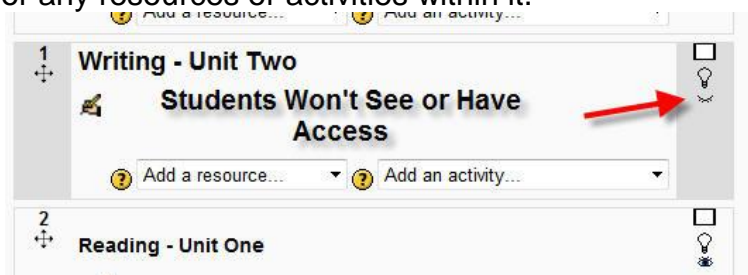 or any resources or activities within it.
Add a resource... Add an activity...
1
Writing - Unit Two
Students Won't See or Have
Access
Add a resource... Add an activity...
2
Reading - Unit One